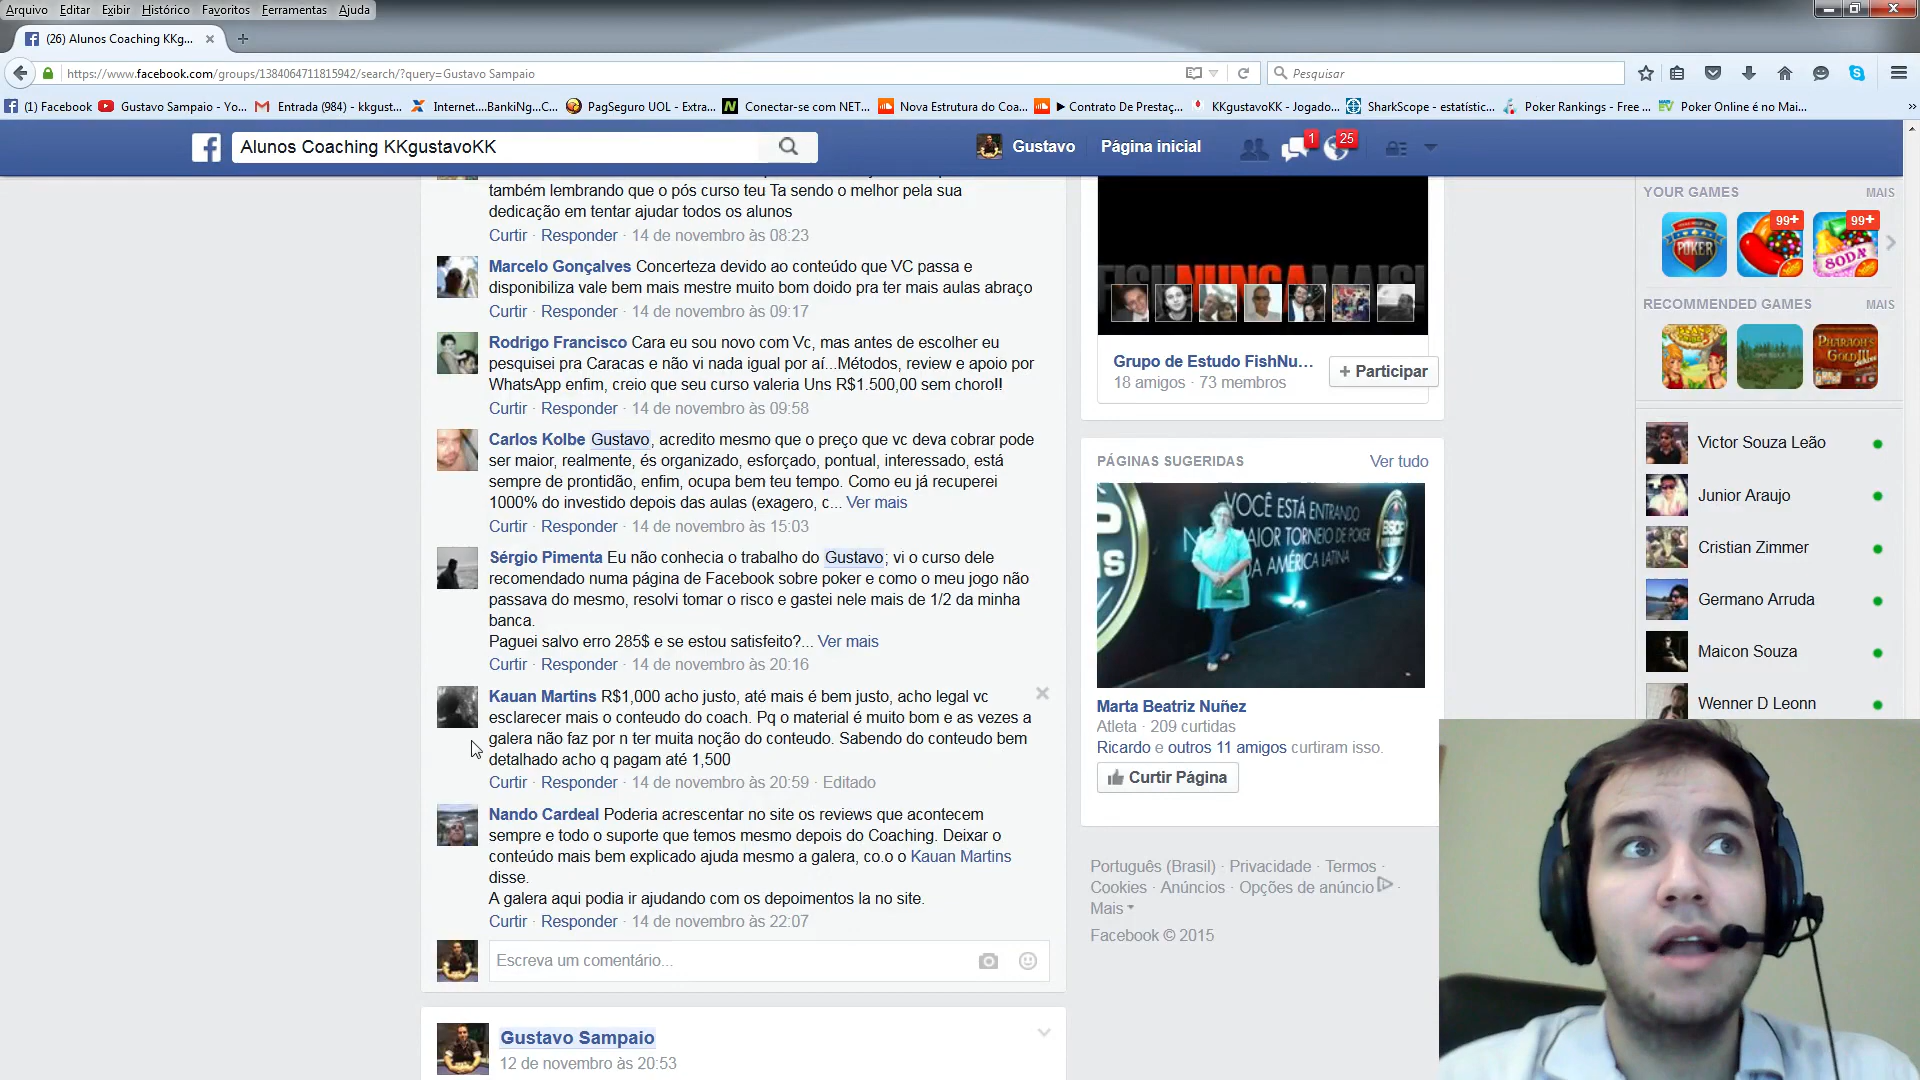 Arquivo Editar Exibir Histórico Favoritos Ferramentas Ajuda
(26) Alunos Coaching KKg...
https://www.facebook.com/groups/1384064711815942/search/?query=Gustavo Sampaio
Pesquisar
(1) Facebook
Gustavo Sampaio - Yo...
Entrada (984) - kkgust...
Internet....BankiNg...C...
PagSeguro UOL - Extra...
Conectar-se com NET...
Nova Estrutura do Coa...
Contrato De Prestaç...
KKgustavoKK - Jogado...
SharkScope - estatístic...
Poker Rankings - Free ...
Poker Online é no Mai...
Alunos Coaching KKgustavoKK
Gustavo
Página inicial
1
25
também lembrando que o pós curso teu Ta sendo o melhor pela sua
dedicação em tentar ajudar todos os alunos
Curtir · Responder · 14 de novembro às 08:23
Marcelo Gonçalves Concerteza devido ao conteúdo que VC passa e
disponibiliza vale bem mais mestre muito bom doido pra ter mais aulas abraço
Curtir · Responder · 14 de novembro às 09:17
Rodrigo Francisco Cara eu sou novo com Vc, mas antes de escolher eu
pesquisei pra Caracas e não vi nada igual por aí...Métodos, review e apoio por
WhatsApp enfim, creio que seu curso valeria Uns R$1.500,00 sem choro!!
Curtir · Responder · 14 de novembro às 09:58
Carlos Kolbe Gustavo, acredito mesmo que o preço que vc deva cobrar pode
ser maior, realmente, és organizado, esforçado, pontual, interessado, está
sempre de prontidão, enfim, ocupa bem teu tempo. Como eu já recuperei
1000% do investido depois das aulas (exagero, c... Ver mais
Curtir · Responder · 14 de novembro às 15:03
Sérgio Pimenta Eu não conhecia o trabalho do Gustavo; vi o curso dele
recomendado numa página de Facebook sobre poker e como o meu jogo não
passava do mesmo, resolvi tomar o risco e gastei nele mais de 1/2 da minha
banca.
Paguei salvo erro 285$ e se estou satisfeito?... Ver mais
Curtir · Responder · 14 de novembro às 20:16
Kauan Martins R$1,000 acho justo, até mais é bem justo, acho legal vc
esclarecer mais o conteudo do coach. Pq o material é muito bom e as vezes a
galera não faz por n ter muita noção do conteudo. Sabendo do conteudo bem
detalhado acho q pagam até 1,500
Curtir · Responder · 14 de novembro às 20:59 · Editado
Nando Cardeal Poderia acrescentar no site os reviews que acontecem
sempre e todo o suporte que temos mesmo depois do Coaching. Deixar o
conteúdo mais bem explicado ajuda mesmo a galera, co.o o Kauan Martins
disse.
A galera aqui podia ir ajudando com os depoimentos la no site.
Curtir · Responder · 14 de novembro às 22:07
Escreva um comentário...
Gustavo Sampaio
12 de novembro às 20:53
FISHNUNCAMAIS!
Grupo de Estudo FishNu...
18 amigos · 73 membros
+ Participar
PÁGINAS SUGERIDAS
Ver tudo
VOCÊ ESTÁ ENTRANDO
NO MAIOR TORNEIO DE POKER
DA AMÉRICA LATINA
BSOP
Marta Beatriz Nuñez
Atleta · 209 curtidas
Ricardo e outros 11 amigos curtiram isso.
Curtir Página
Português (Brasil) · Privacidade · Termos ·
Cookies · Anúncios · Opções de anúncio ·
Mais
Facebook © 2015
YOUR GAMES
MAIS
POKER
99+
99+
SODA
RECOMMENDED GAMES
MAIS
PHARAOH'S
GOLD III
Victor Souza Leão
Junior Araujo
Cristian Zimmer
Germano Arruda
Maicon Souza
Wenner D Leonn